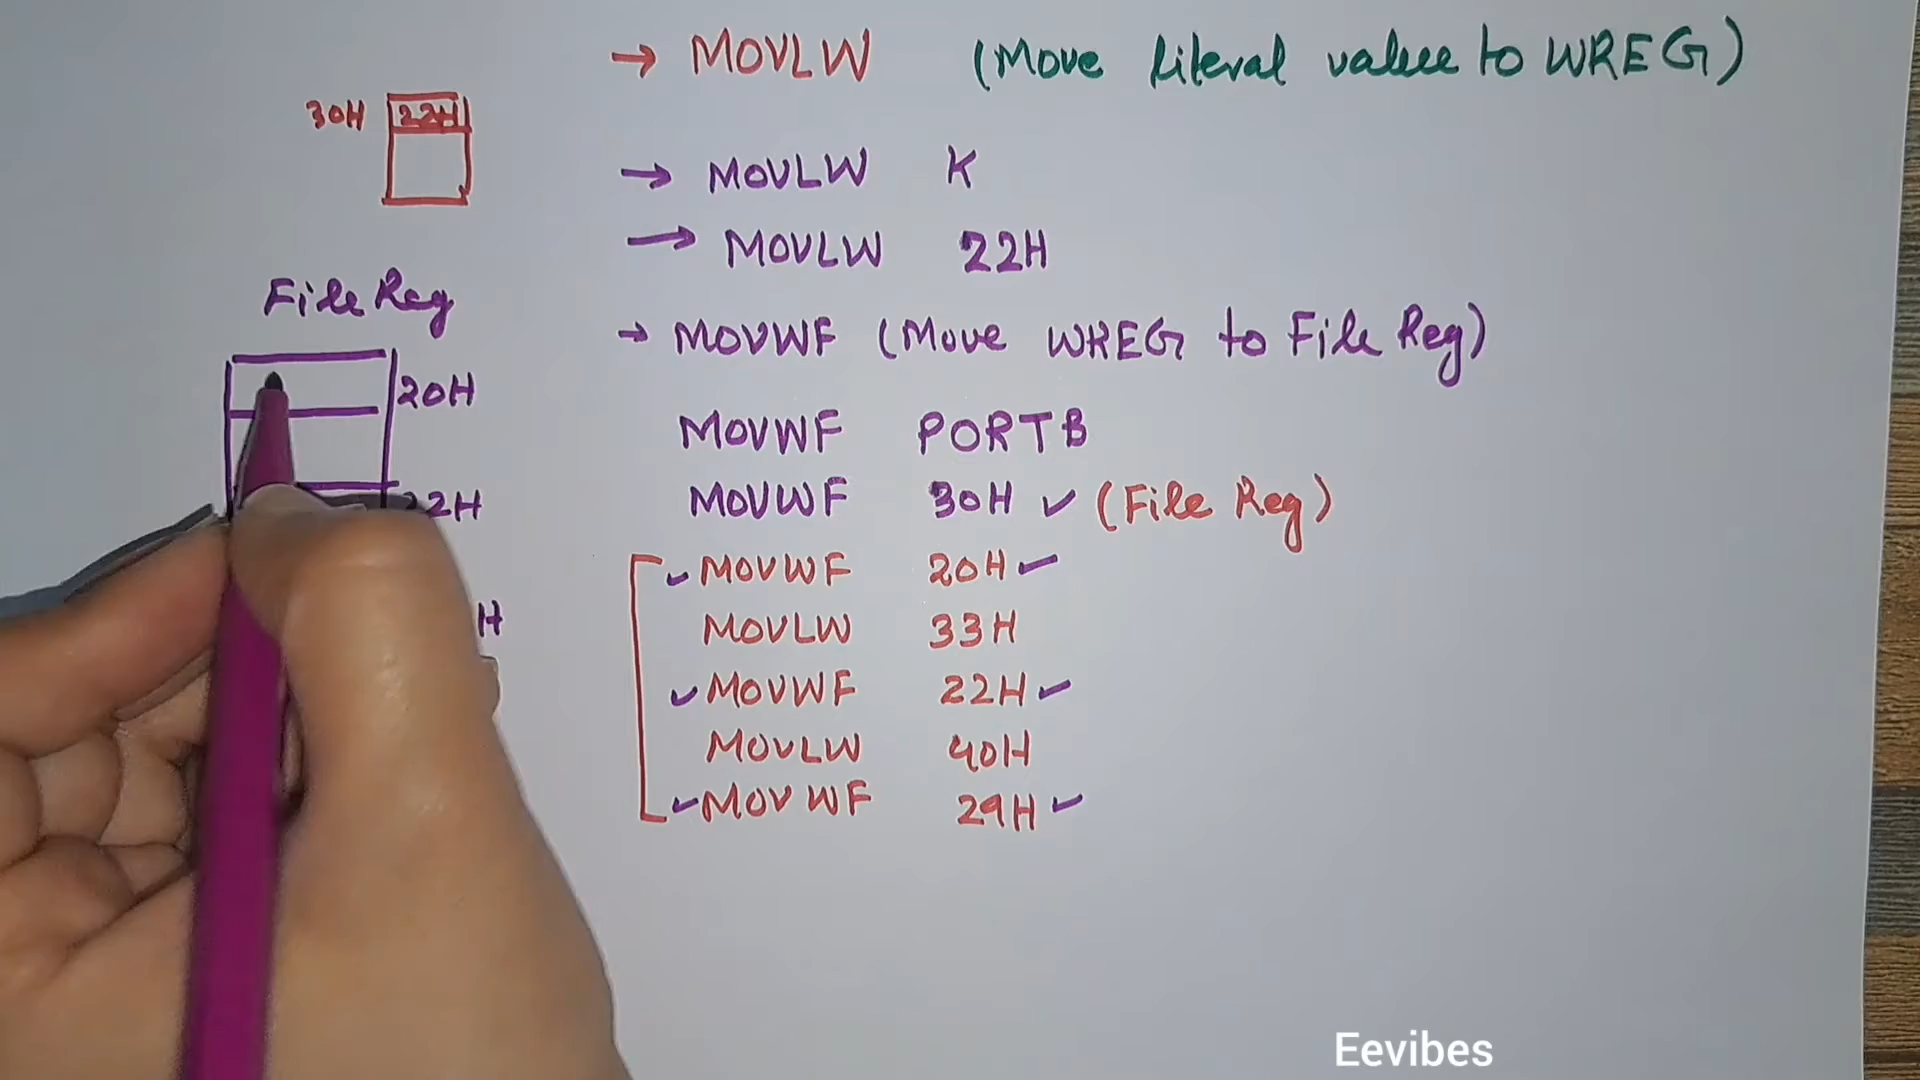 → MOVLW (Move literal value to WREG)
30H 22H
→ MOVLW K
→ MOVLW 22H
File Reg
→ MOVWF (Move WREG to File Reg)
20H
MOVWF PORTB
22H
MOVWF 30H ✓ (File Reg)
✓ MOVWF 20H ✓
H
MOVLW 33H
✓ MOVWF 22H ✓
MOVLW 40H
✓ MOVWF 29H ✓
Eevibes